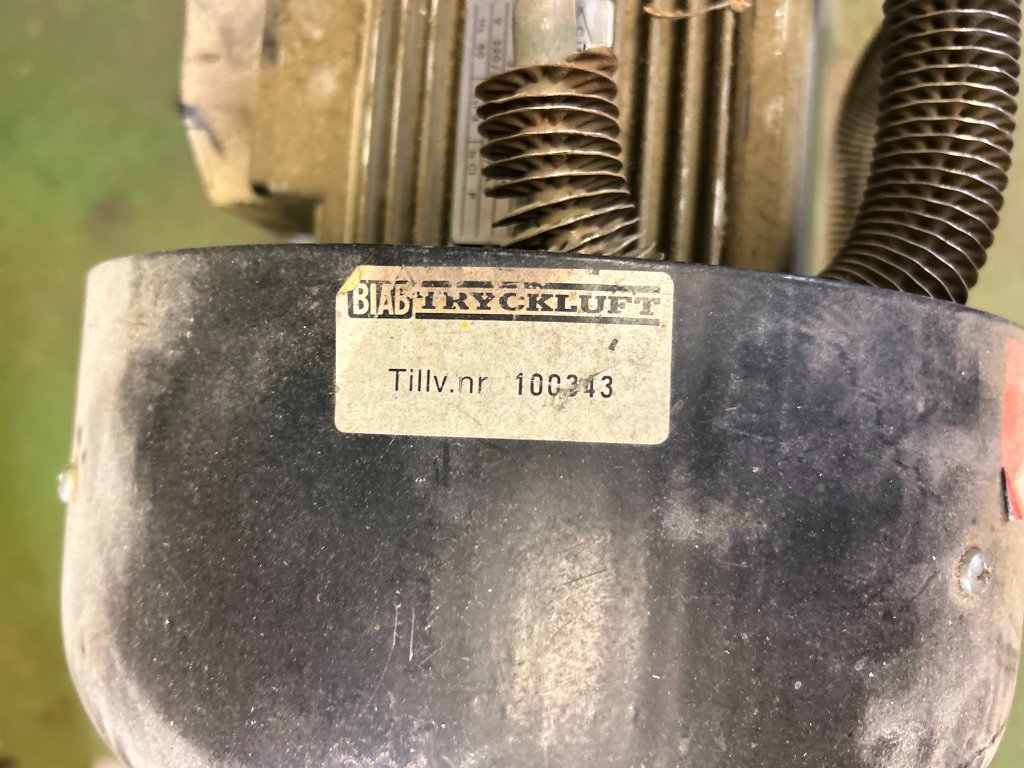 BIAB TRYCKLUFT
Tillv.nr 100343